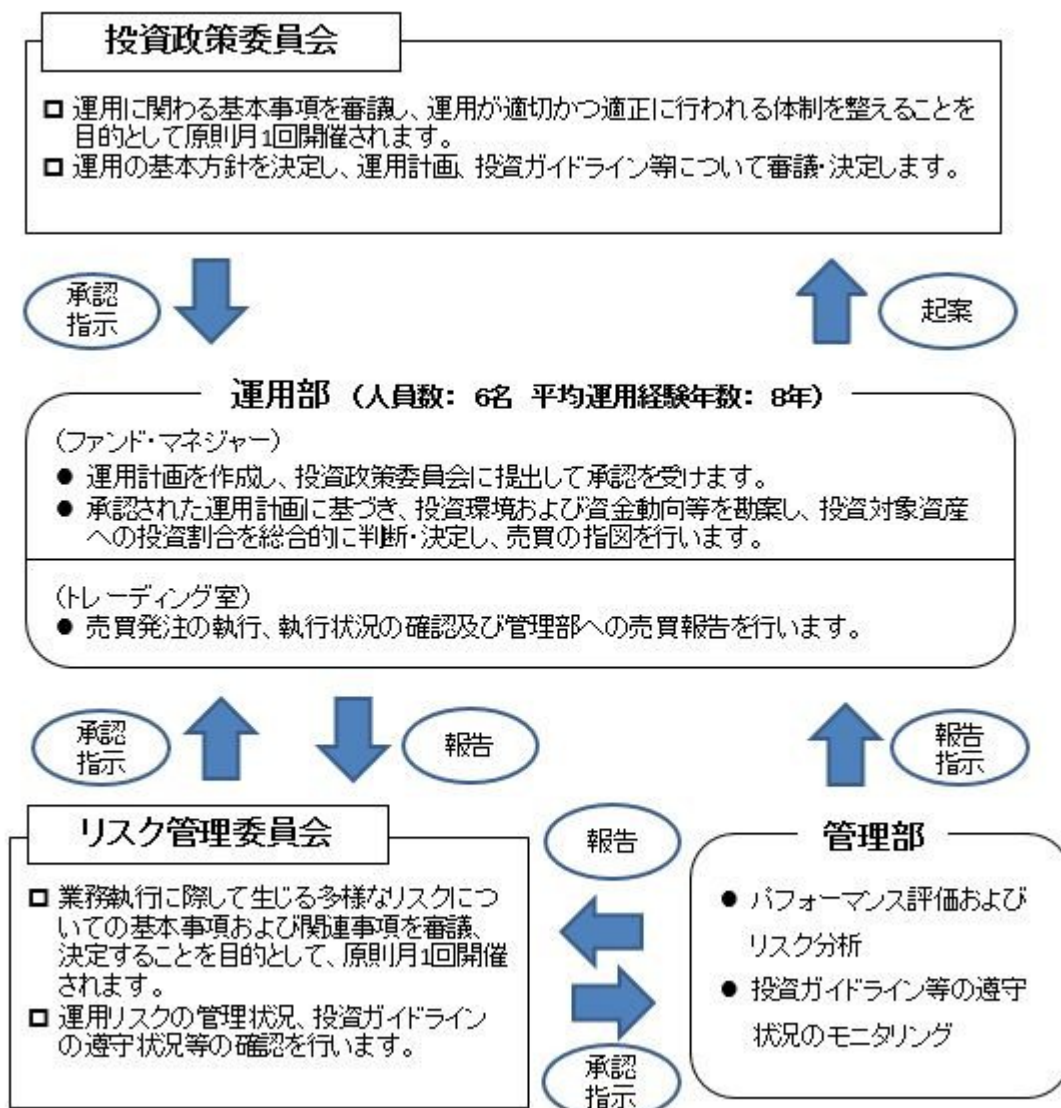 投資政策委員会
運用に関わる基本事項を審議し、運用が適切かつ適正に行われる体制を整えることを
目的として原則月1回開催されます。
運用の基本方針を決定し、運用計画、投資ガイドライン等について審議・決定します。
承認
指示
起案
運用部 (人員数: 6名 平均運用経験年数: 8年)
(ファンド・マネジャー)
● 運用計画を作成し、投資政策委員会に提出して承認を受けます。
● 承認された運用計画に基づき、投資環境および資金動向等を勘案し、投資対象資産
への投資割合を総合的に判断・決定し、売買の指図を行います。
(トレーディング室)
● 売買発注の執行、執行状況の確認及び管理部への売買報告を行います。
承認
指示
報告
報告
指示
リスク管理委員会
業務執行に際して生じる多様なリスクにつ
いての基本事項および関連事項を審議、
決定することを目的として、原則月1回開催
されます。
運用リスクの管理状況、投資ガイドライン
の遵守状況等の確認を行います。
報告
承認
指示
管理部
● パフォーマンス評価および
リスク分析
● 投資ガイドライン等の遵守
状況のモニタリング